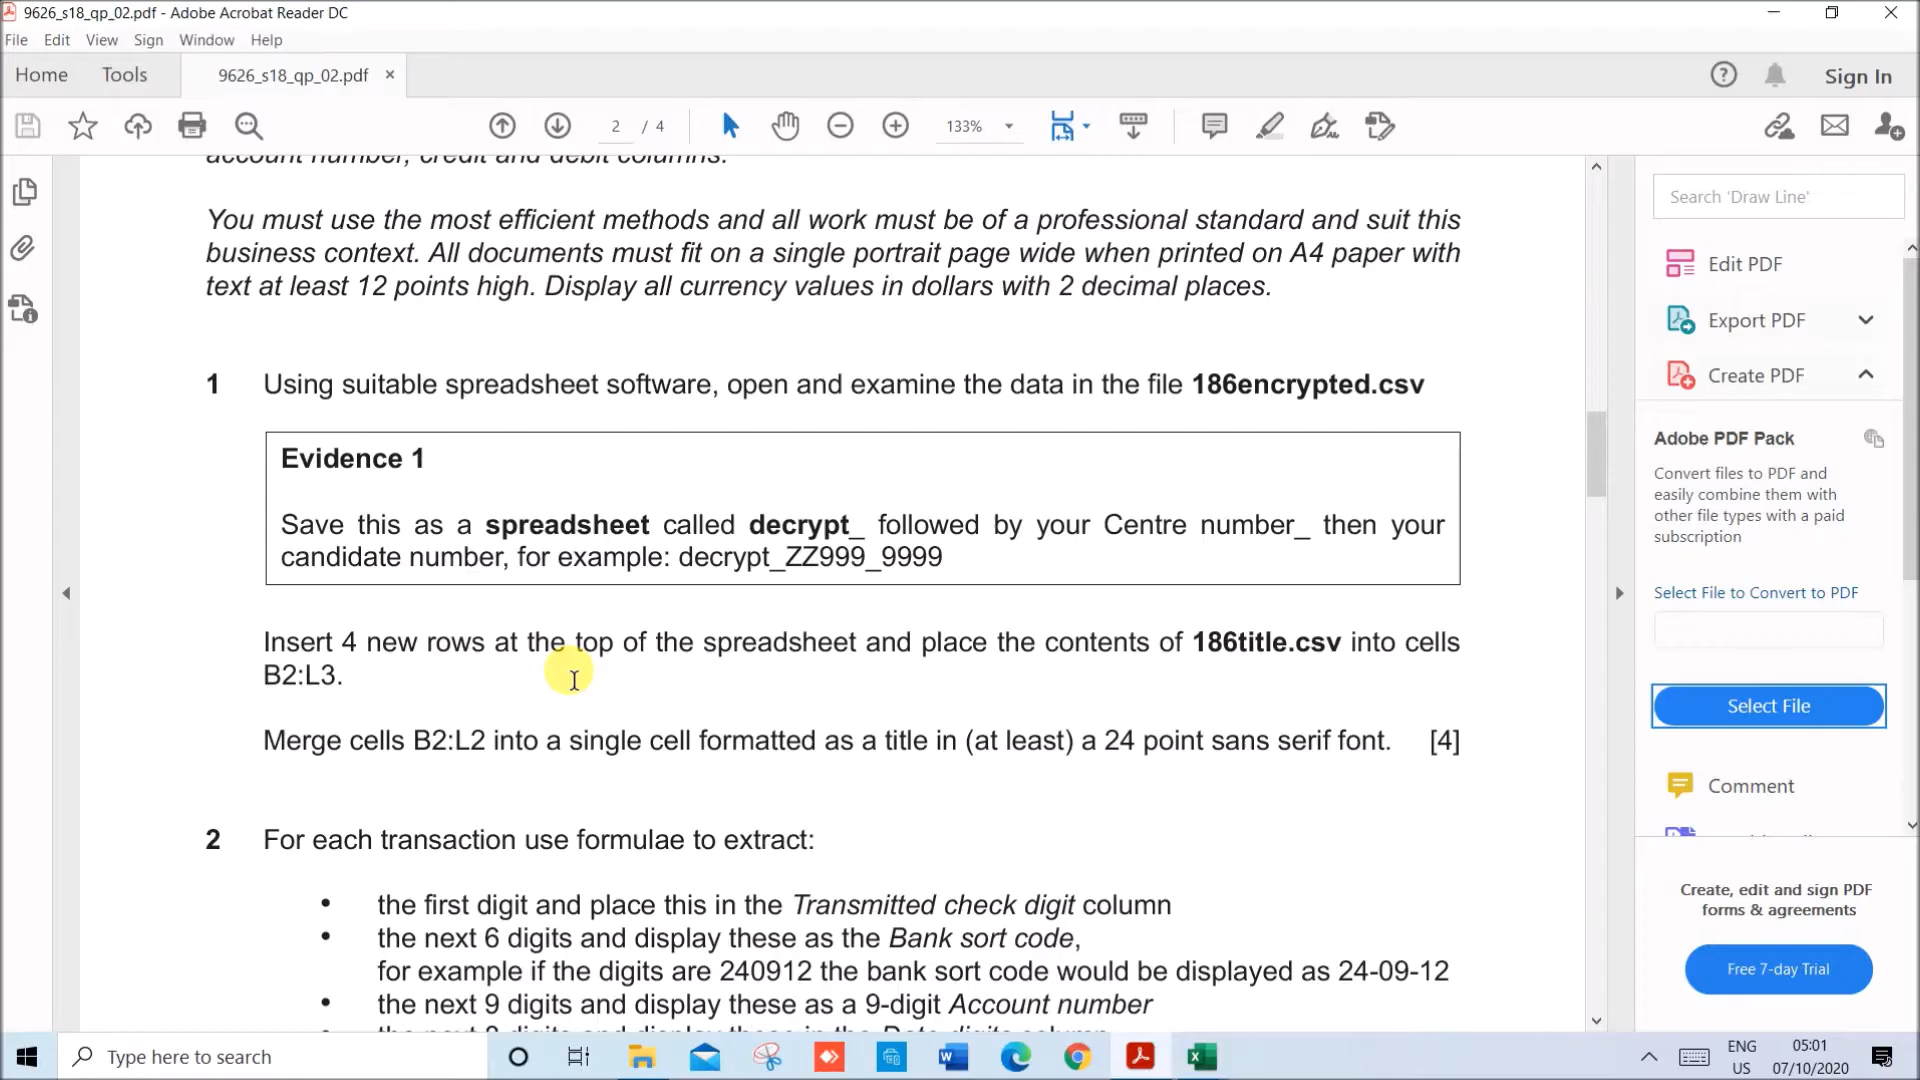 9626_s18_qp_02.pdf - Adobe Acrobat Reader DC
File Edit View Sign Window Help
Home Tools 9626_s18_qp_02.pdf × Sign In
2 / 4 133%
account number, credit and debit columns.
You must use the most efficient methods and all work must be of a professional standard and suit this
business context. All documents must fit on a single portrait page wide when printed on A4 paper with
text at least 12 points high. Display all currency values in dollars with 2 decimal places.
1 Using suitable spreadsheet software, open and examine the data in the file 186encrypted.csv
Evidence 1
Save this as a spreadsheet called decrypt_ followed by your Centre number_ then your
candidate number, for example: decrypt_ZZ999_9999
Insert 4 new rows at the top of the spreadsheet and place the contents of 186title.csv into cells
B2:L3.
Merge cells B2:L2 into a single cell formatted as a title in (at least) a 24 point sans serif font. [4]
2 For each transaction use formulae to extract:
• the first digit and place this in the Transmitted check digit column
• the next 6 digits and display these as the Bank sort code,
for example if the digits are 240912 the bank sort code would be displayed as 24-09-12
• the next 9 digits and display these as a 9-digit Account number
Search 'Draw Line'
Edit PDF
Export PDF
Create PDF
Adobe PDF Pack
Convert files to PDF and
easily combine them with
other file types with a paid
subscription
Select File to Convert to PDF
Select File
Comment
Create, edit and sign PDF
forms & agreements
Free 7-day Trial
Type here to search
ENG
US
05:01
07/10/2020